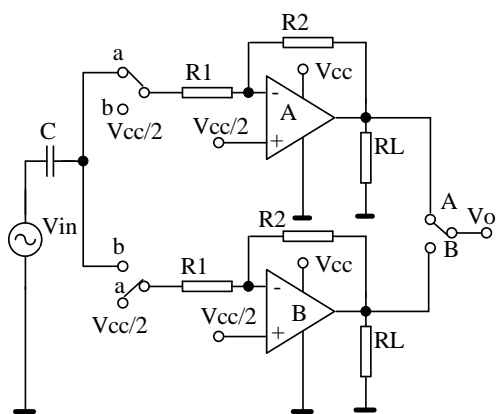 R2
a
R1
Vcc
-
A
b
Vcc/2
Vcc/2
+
C
RL
A
Vo
Vin
B
R2
b
R1
Vcc
a
-
B
Vcc/2
Vcc/2
+
RL